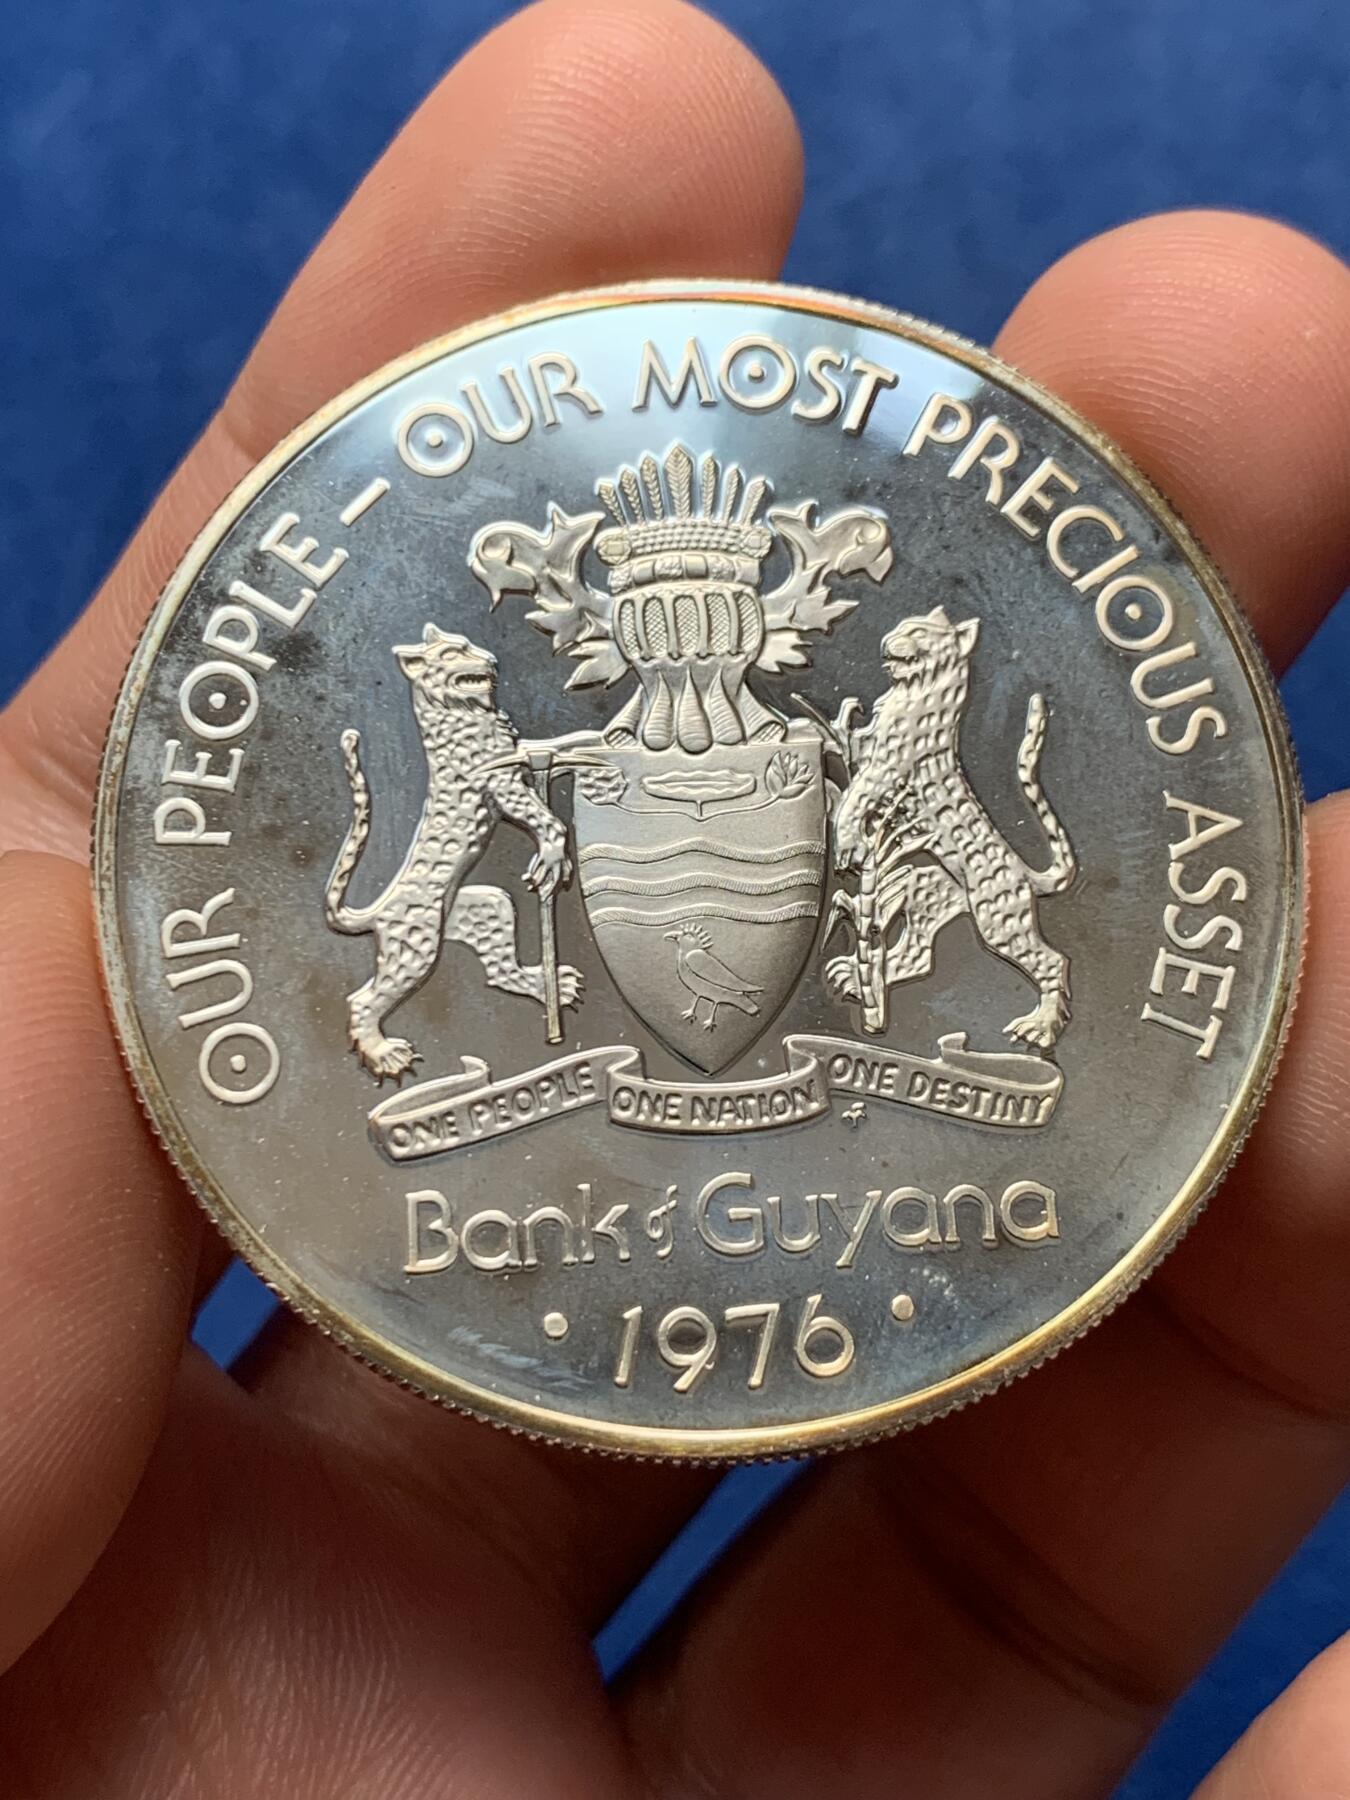 OUR PEOPLE - OUR MOST PRECIOUS ASSET
ONE PEOPLE ONE NATION ONE DESTINY
Bank of Guyana
• 1976 •